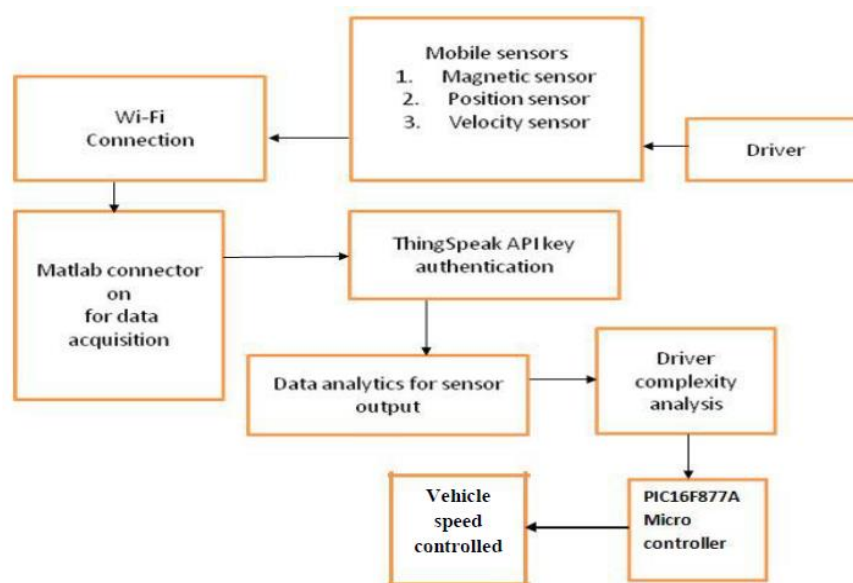 Mobile sensors
1. Magnetic sensor
2. Position sensor
3. Velocity sensor
Wi-Fi
Connection
Driver
Matlab connector
on
for data
acquisition
ThingSpeak API key
authentication
Data analytics for sensor
output
Driver
complexity
analysis
PIC16F877A
Micro
controller
Vehicle
speed
controlled